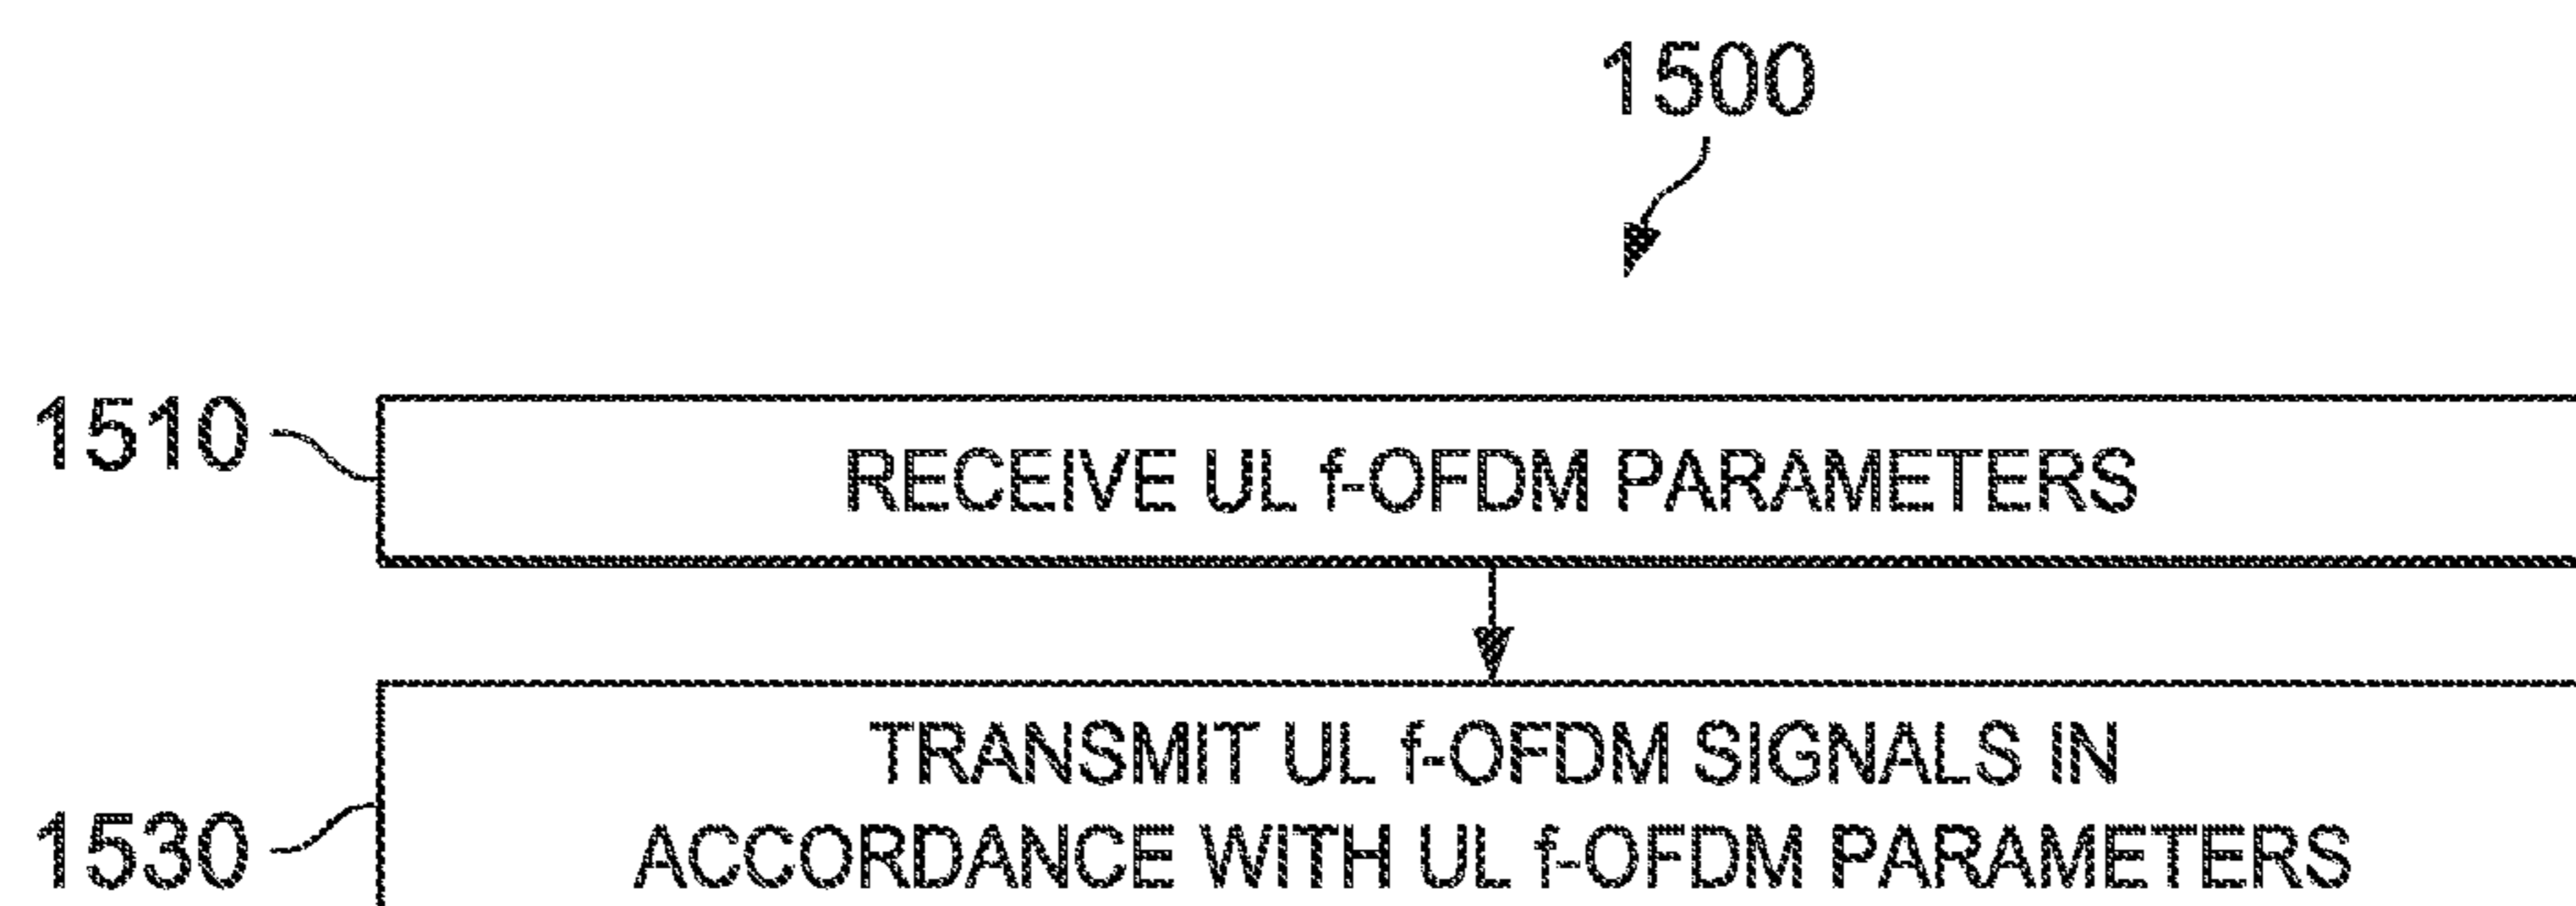 1500
1510
RECEIVE UL f-OFDM PARAMETERS
TRANSMIT UL f-OFDM SIGNALS IN
1530
ACCORDANCE WITH UL f-OFDM PARAMETERS